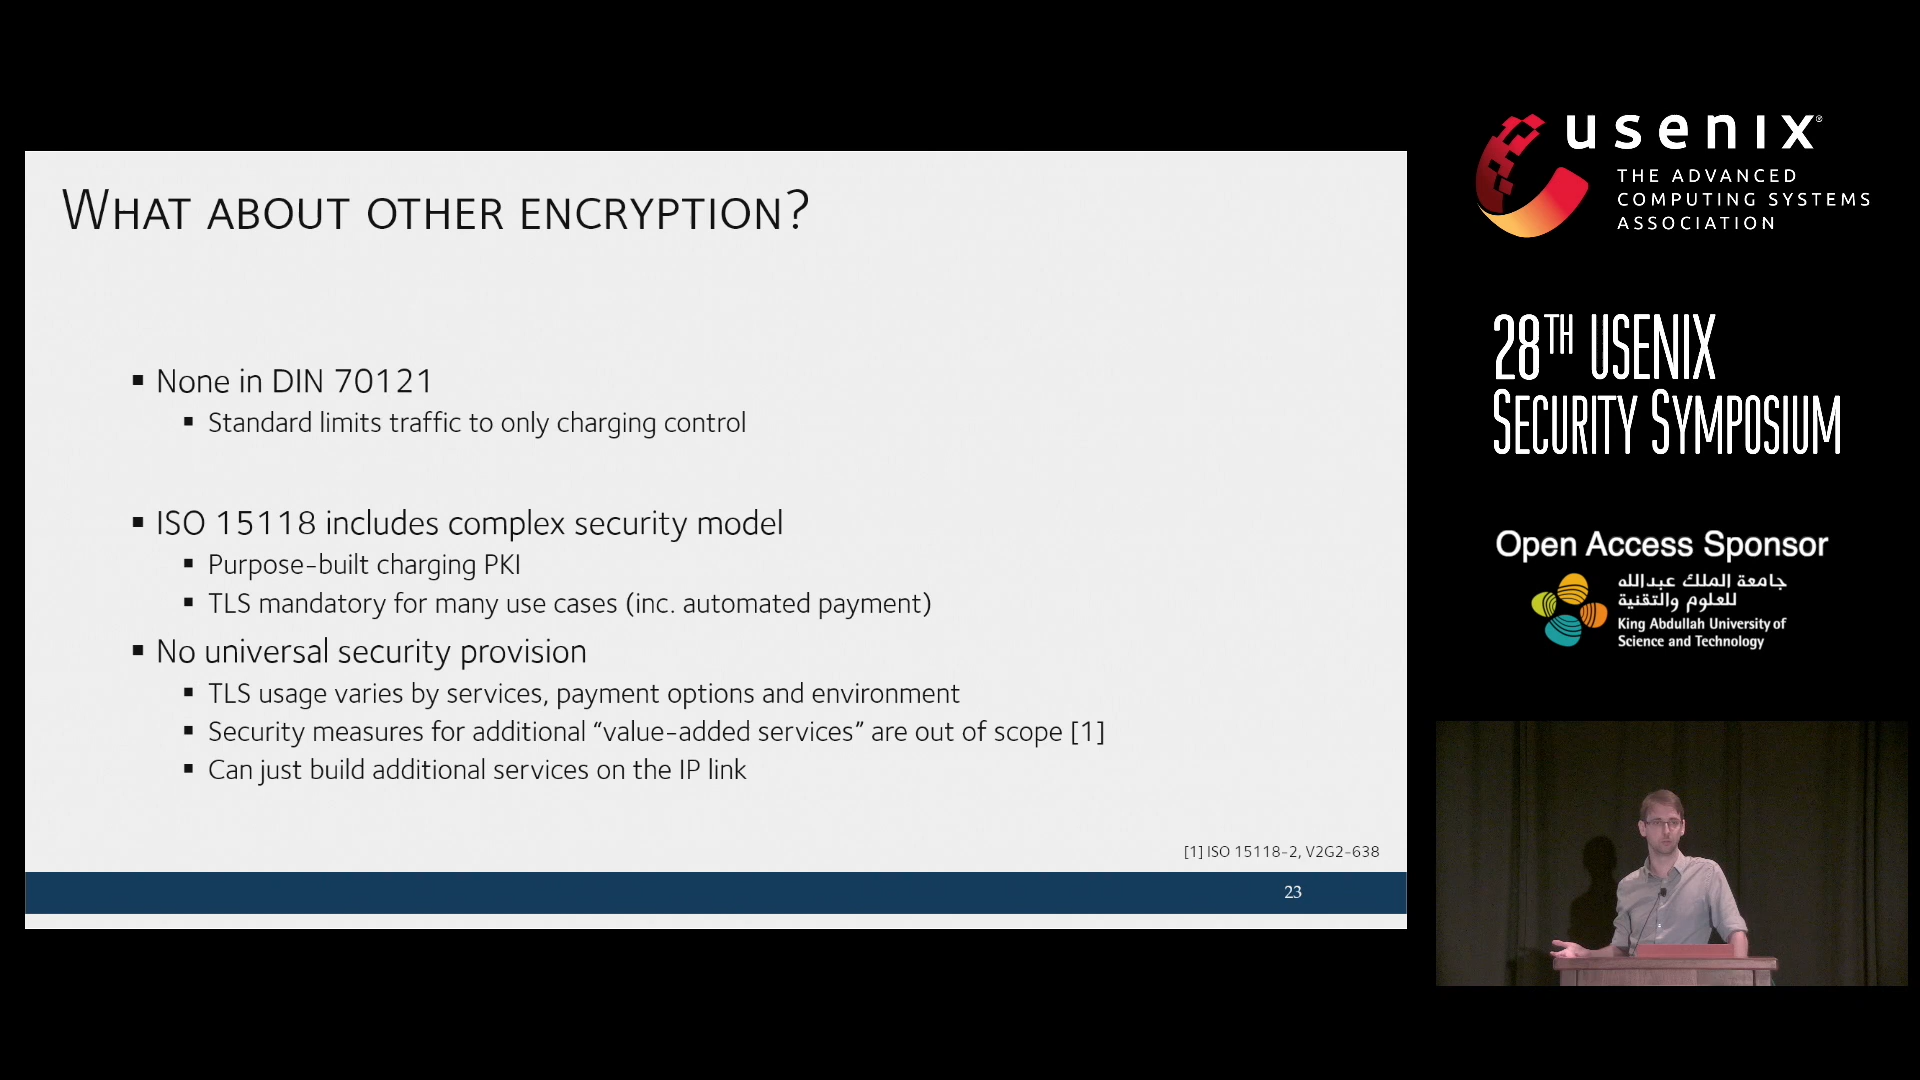 WHAT ABOUT OTHER ENCRYPTION?
▪ None in DIN 70121
▪ Standard limits traffic to only charging control
▪ ISO 15118 includes complex security model
▪ Purpose-built charging PKI
▪ TLS mandatory for many use cases (inc. automated payment)
▪ No universal security provision
▪ TLS usage varies by services, payment options and environment
▪ Security measures for additional “value-added services” are out of scope [1]
▪ Can just build additional services on the IP link
[1] ISO 15118-2, V2G2-638
23
usenix®
THE ADVANCED
COMPUTING SYSTEMS
ASSOCIATION
28TH USENIX
SECURITY SYMPOSIUM
Open Access Sponsor
جامعة الملك عبدالله
للعلوم والتقنية
King Abdullah University of
Science and Technology